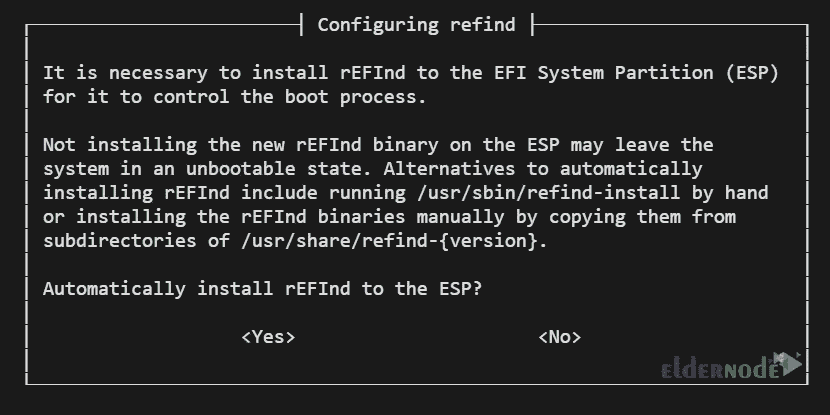 Configuring refind
It is necessary to install rEFInd to the EFI System Partition (ESP)
for it to control the boot process.
Not installing the new rEFInd binary on the ESP may leave the
system in an unbootable state. Alternatives to automatically
installing rEFInd include running /usr/sbin/refind-install by hand
or installing the rEFInd binaries manually by copying them from
subdirectories of /usr/share/refind-{version}.
Automatically install rEFInd to the ESP?
<Yes> <No>
elderNode